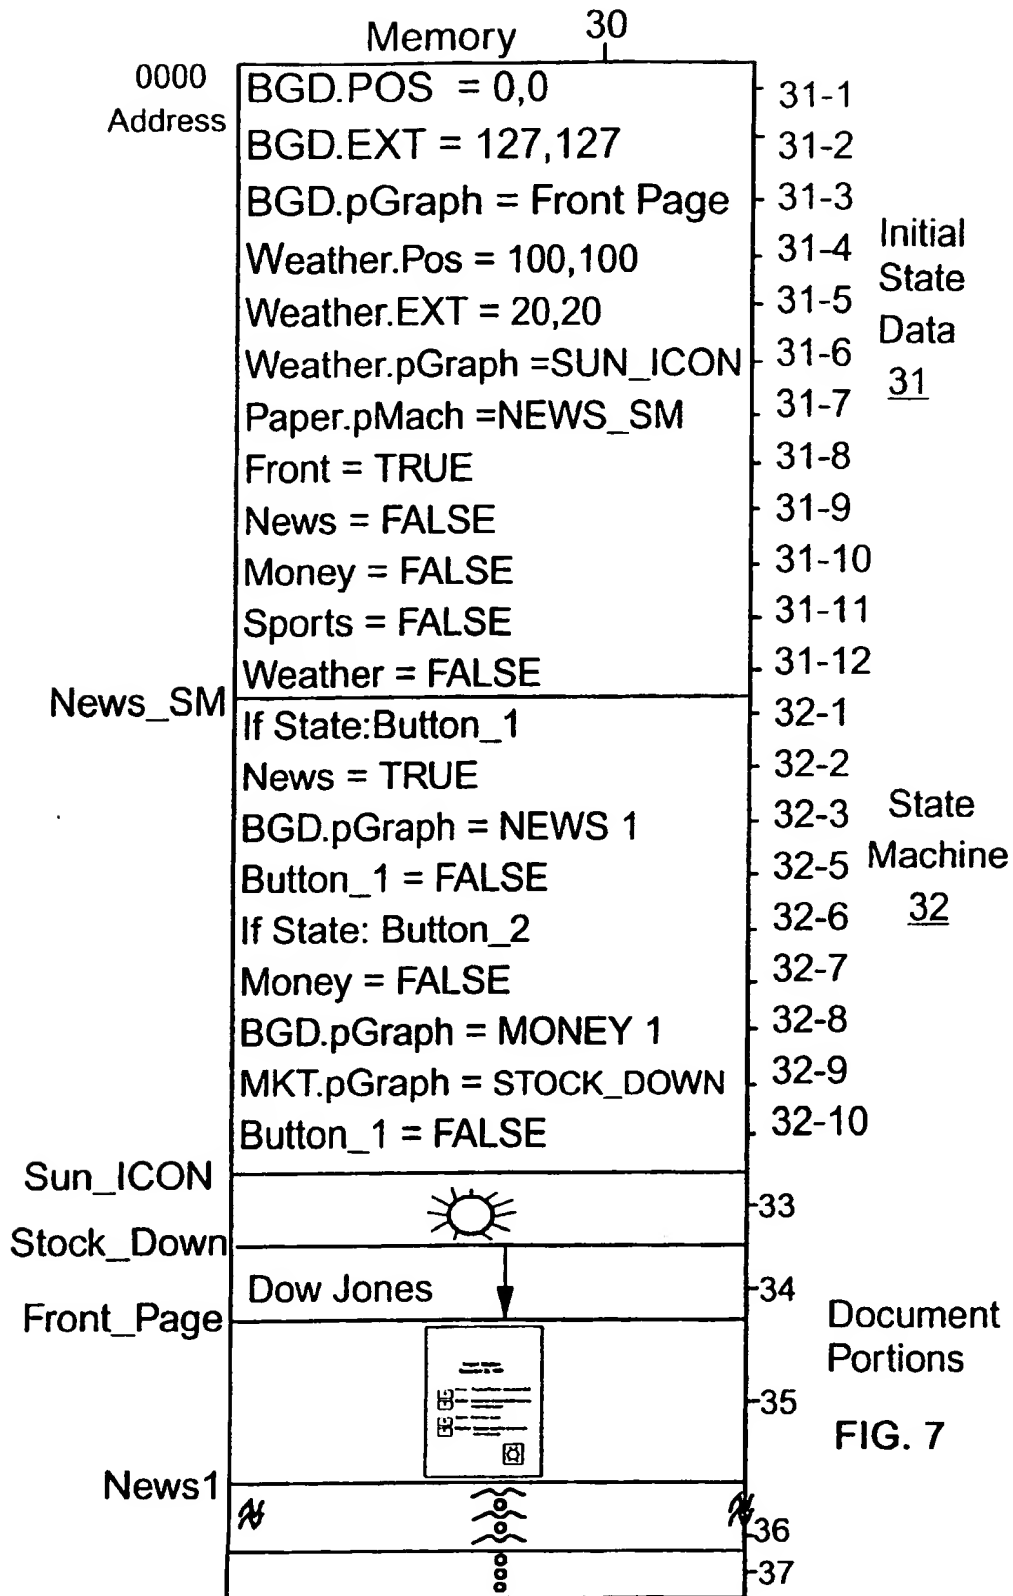 Memory 30
0000
Address
BGD.POS = 0,0 31-1
BGD.EXT = 127,127 31-2
BGD.pGraph = Front Page 31-3
Weather.Pos = 100,100 31-4
Weather.EXT = 20,20 31-5
Weather.pGraph =SUN_ICON 31-6
Paper.pMach =NEWS_SM 31-7
Front = TRUE 31-8
News = FALSE 31-9
Money = FALSE 31-10
Sports = FALSE 31-11
Weather = FALSE 31-12
Initial
State
Data
31
News_SM
If State:Button_1 32-1
News = TRUE 32-2
BGD.pGraph = NEWS 1 32-3
Button_1 = FALSE 32-5
If State: Button_2 32-6
Money = FALSE 32-7
BGD.pGraph = MONEY 1 32-8
MKT.pGraph = STOCK_DOWN 32-9
Button_1 = FALSE 32-10
State
Machine
32
Sun_ICON
33
Stock_Down
Dow Jones 34
Front_Page
35
Document
Portions
FIG. 7
News1
36
37